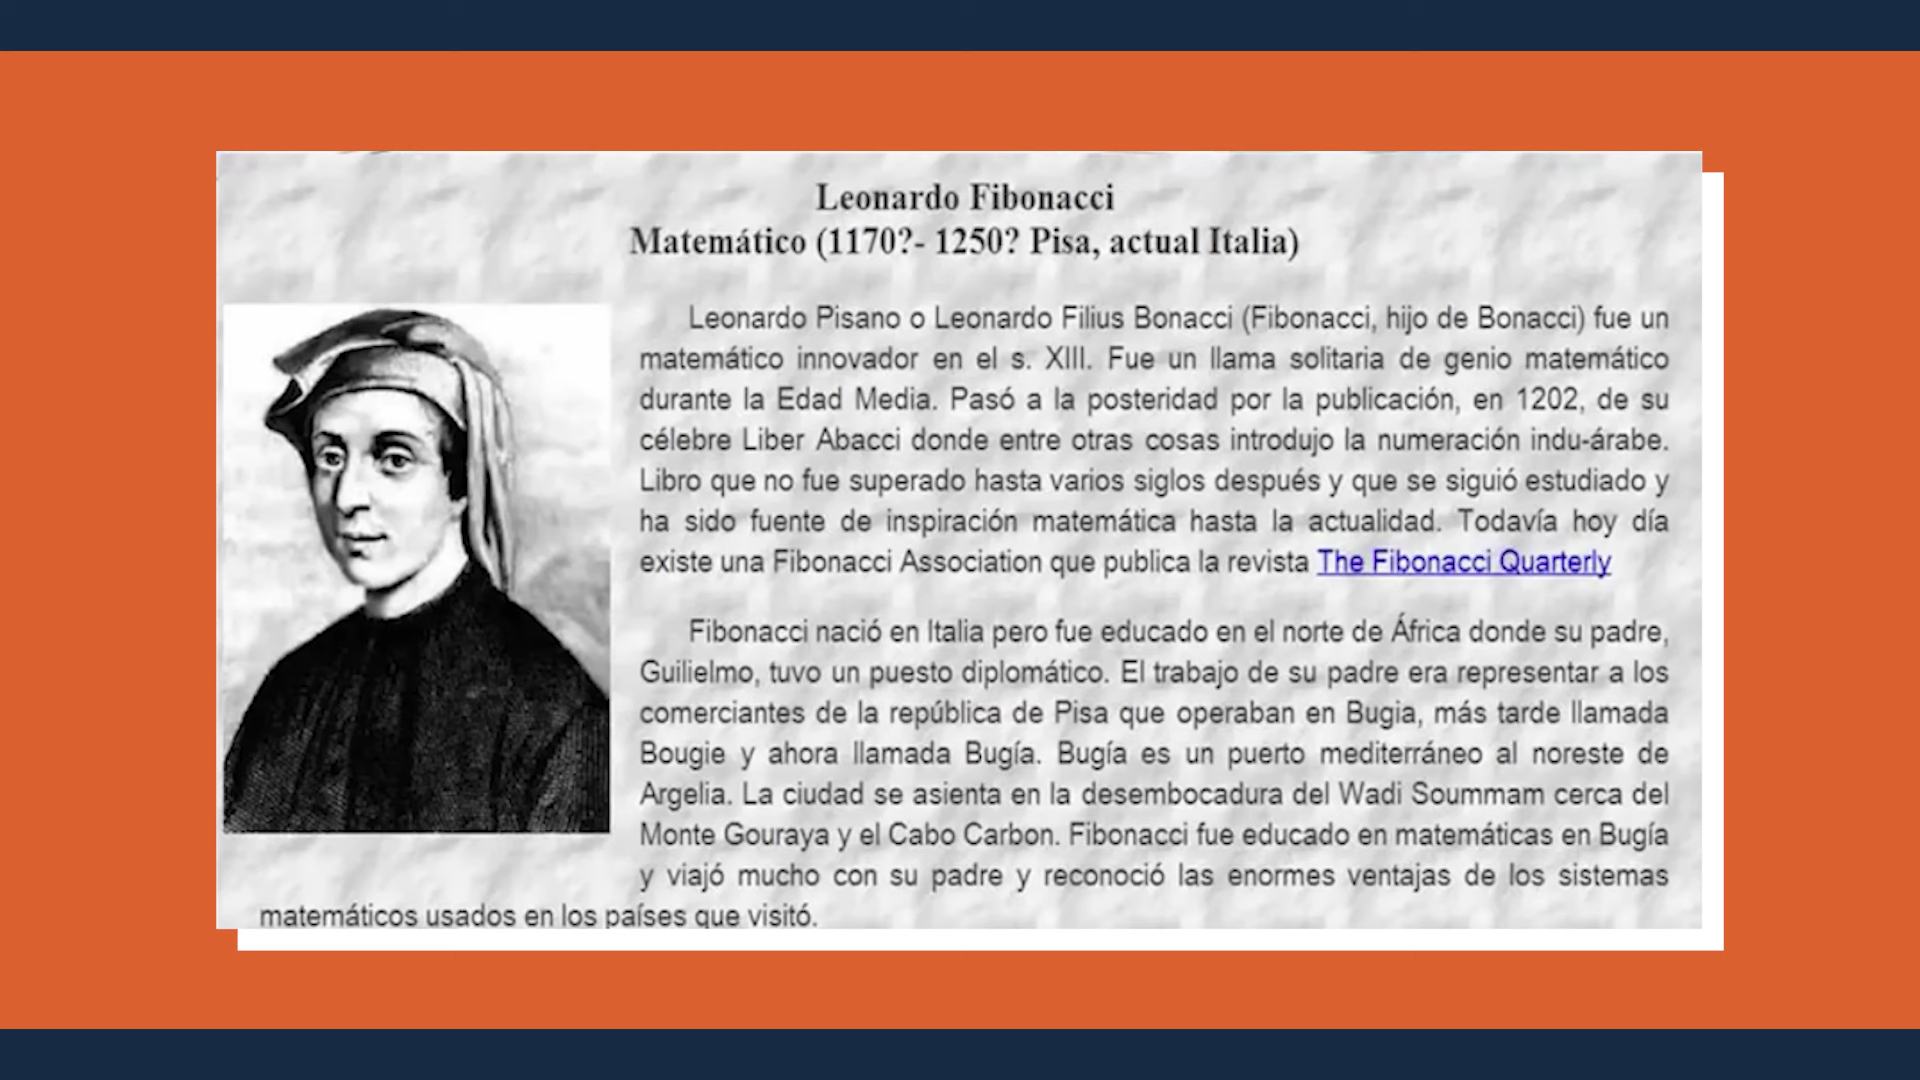 Leonardo Fibonacci
Matemático (1170?- 1250? Pisa, actual Italia)
Leonardo Pisano o Leonardo Filius Bonacci (Fibonacci, hijo de Bonacci) fue un
matemático innovador en el s. XIII. Fue un llama solitaria de genio matemático
durante la Edad Media. Pasó a la posteridad por la publicación, en 1202, de su
célebre Liber Abacci donde entre otras cosas introdujo la numeración indu-árabe.
Libro que no fue superado hasta varios siglos después y que se siguió estudiado y
ha sido fuente de inspiración matemática hasta la actualidad. Todavía hoy día
existe una Fibonacci Association que publica la revista The Fibonacci Quarterly
Fibonacci nació en Italia pero fue educado en el norte de África donde su padre,
Guilielmo, tuvo un puesto diplomático. El trabajo de su padre era representar a los
comerciantes de la república de Pisa que operaban en Bugia, más tarde llamada
Bougie y ahora llamada Bugía. Bugía es un puerto mediterráneo al noreste de
Argelia. La ciudad se asienta en la desembocadura del Wadi Soummam cerca del
Monte Gouraya y el Cabo Carbon. Fibonacci fue educado en matemáticas en Bugía
y viajó mucho con su padre y reconoció las enormes ventajas de los sistemas
matemáticos usados en los países que visitó.